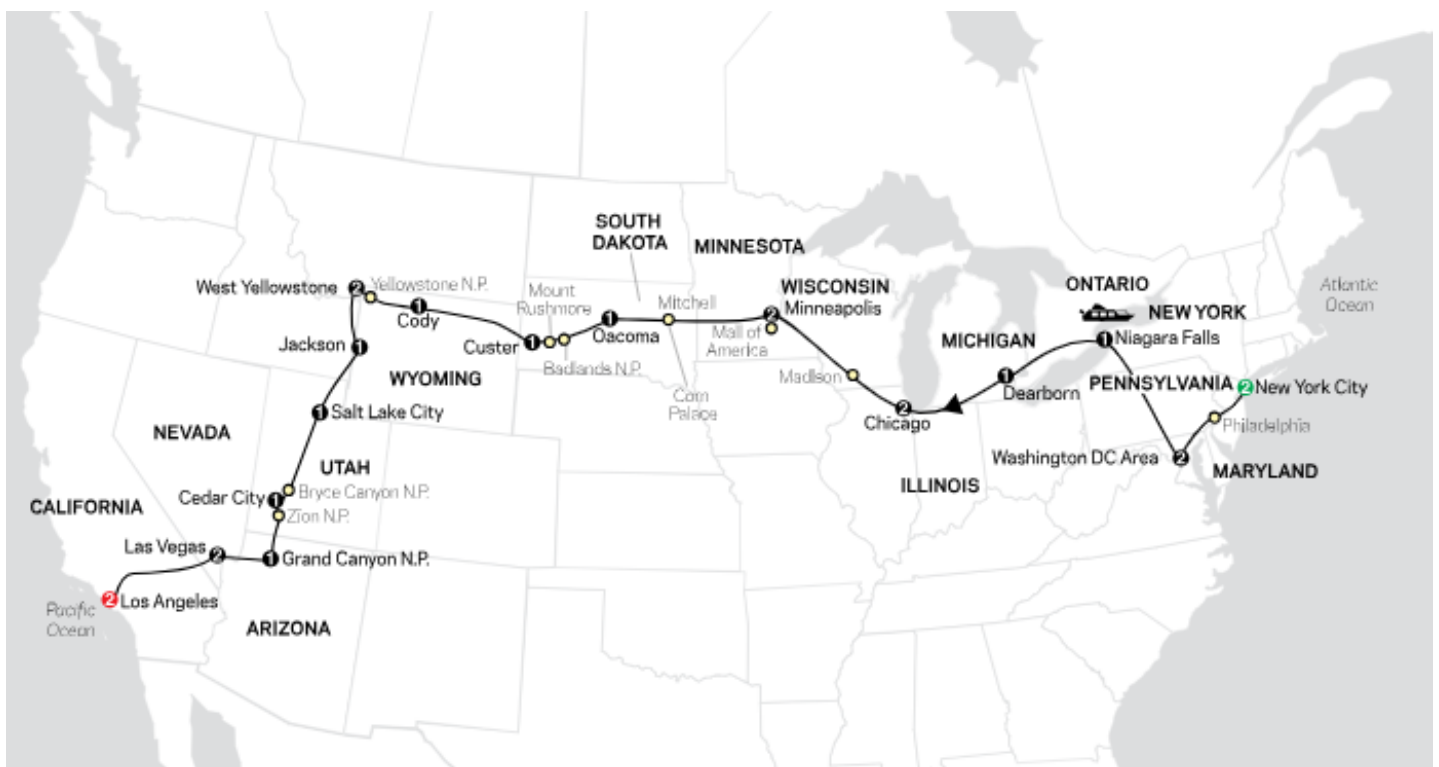 SOUTH
DAKOTA
MINNESOTA
West Yellowstone
2
Yellowstone N.P.
Mount
Rushmore
Mitchell
WISCONSIN
2
Minneapolis
ONTARIO
NEW YORK
Atlantic
Ocean
1
Cody
1
Oacoma
Mall of
America
MICHIGAN
1
Niagara Falls
Jackson
1
Custer
1
Badlands N.P.
WYOMING
Corn
Palace
Madison
1
Dearborn
PENNSYLVANIA
2
New York City
1
Salt Lake City
2
Chicago
Philadelphia
NEVADA
UTAH
Washington DC Area
2
MARYLAND
ILLINOIS
Bryce Canyon N.P.
Cedar City
1
Zion N.P.
CALIFORNIA
Las Vegas
2
1
Grand Canyon N.P.
2
Los Angeles
Pacific
Ocean
ARIZONA